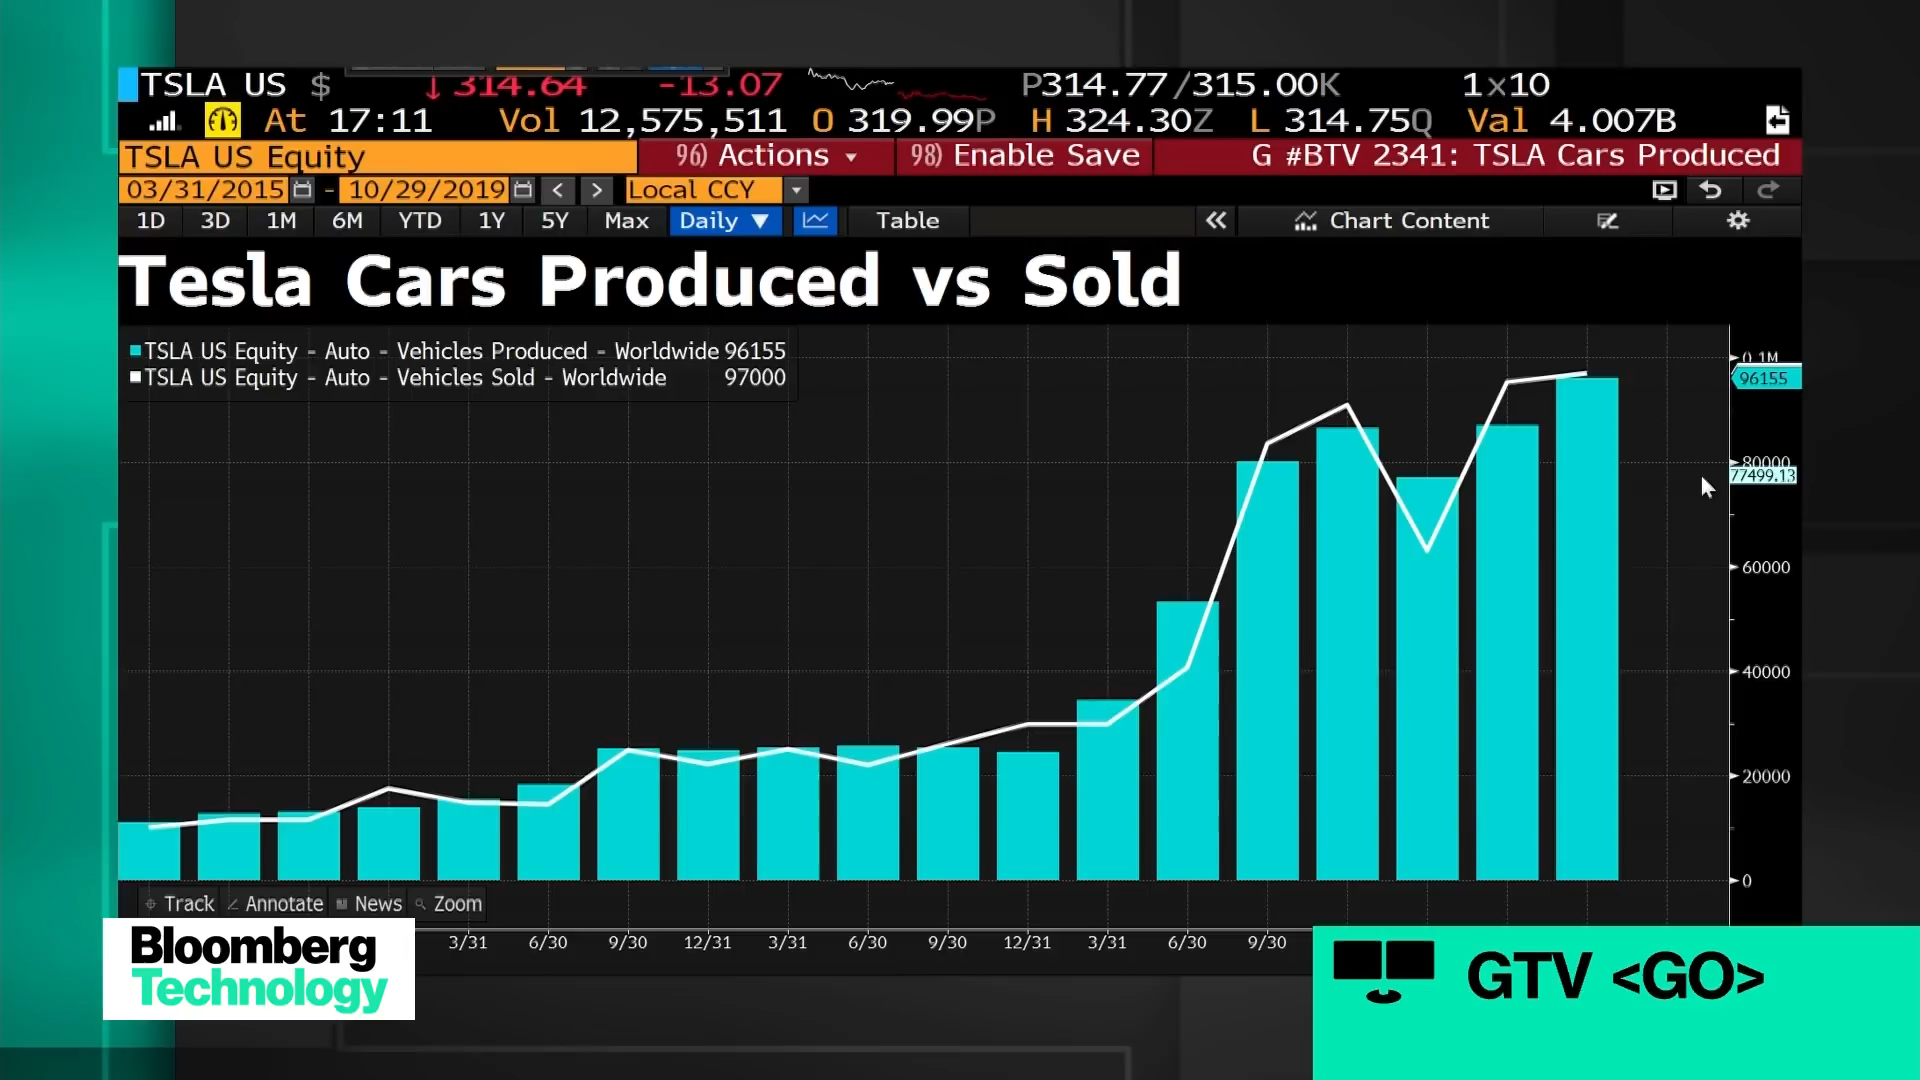 TSLA US $ ↓ 314.64 -13.07 P314.77/315.00K 1x10
At 17:11 Vol 12,575,511 O 319.99P H 324.30Z L 314.75Q Val 4.007B
TSLA US Equity 96) Actions 98) Enable Save G #BTV 2341: TSLA Cars Produced
03/31/2015 - 10/29/2019 < > Local CCY
1D 3D 1M 6M YTD 1Y 5Y Max Daily ▼ Table « Chart Content
Tesla Cars Produced vs Sold
TSLA US Equity - Auto - Vehicles Produced - Worldwide 96155
TSLA US Equity - Auto - Vehicles Sold - Worldwide 97000
0.1M
96155
80000
77499.13
60000
40000
20000
0
Track Annotate News Zoom
3/31 6/30 9/30 12/31 3/31 6/30 9/30 12/31 3/31 6/30 9/30
Bloomberg
Technology
GTV <GO>